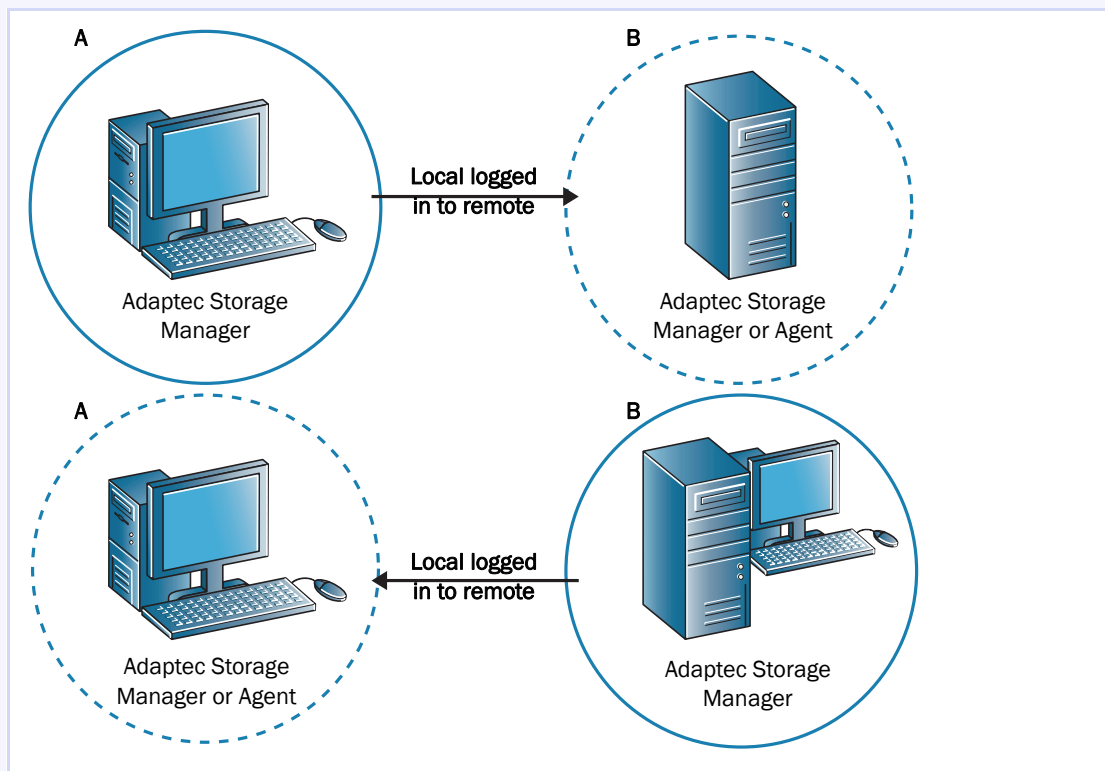 A
B
Local logged
in to remote
Adaptec Storage
Manager
Adaptec Storage
Manager or Agent
A
B
Local logged
in to remote
Adaptec Storage
Manager or Agent
Adaptec Storage
Manager